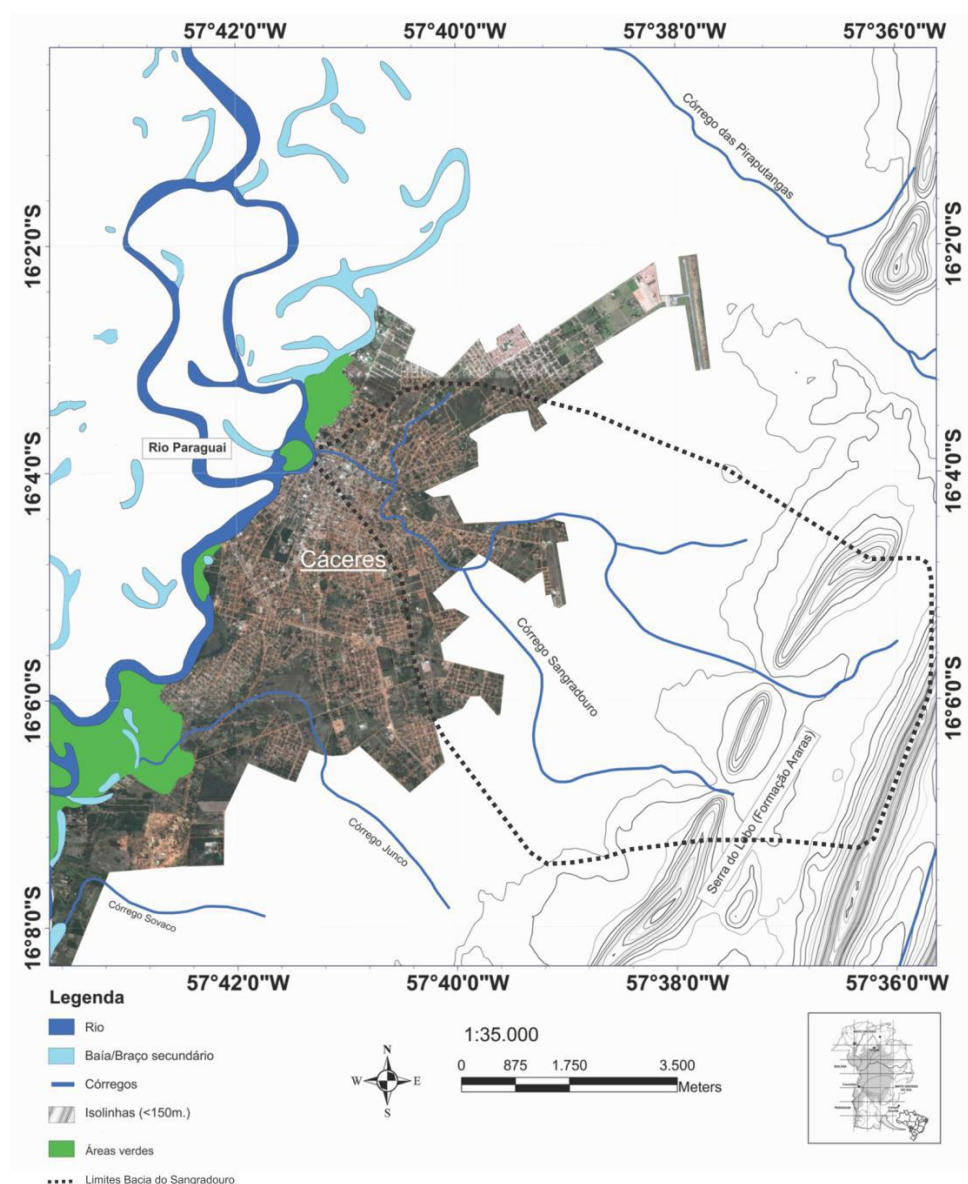 57°42'0"W 57°40'0"W 57°38'0"W 57°36'0"W
Córrego das Piraputangas
16°2'0"S 16°2'0"S
Rio Paraguai
16°4'0"S 16°4'0"S
Cáceres
Córrego Sangradouro
16°6'0"S 16°6'0"S
Serra do Lobo (Formação Araras)
Córrego Junco
Córrego Sovaco
16°8'0"S 16°8'0"S
57°42'0"W 57°40'0"W 57°38'0"W 57°36'0"W
Legenda
Rio
Baía/Braço secundário
Córregos
Isolinhas (<150m.)
Áreas verdes
Limites Bacia do Sangradouro
N
W E
S
1:35.000
0 875 1.750 3.500
Meters